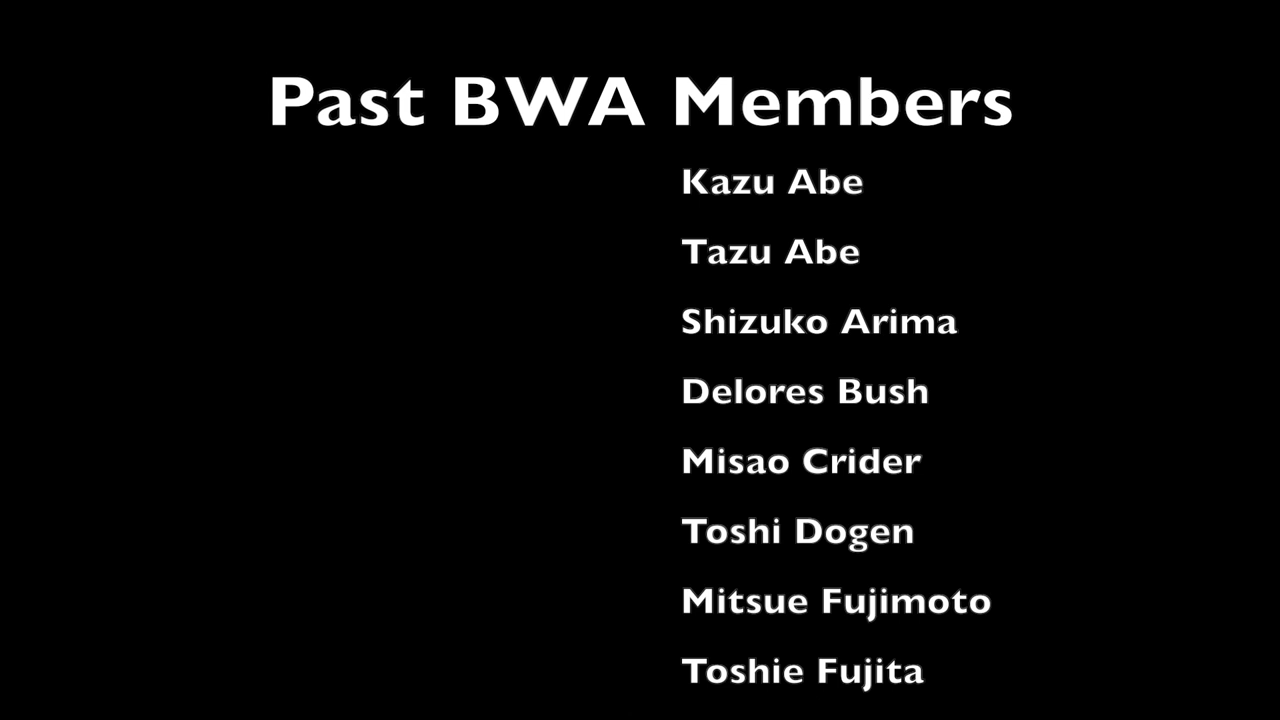 Past BWA Members
Kazu Abe
Tazu Abe
Shizuko Arima
Delores Bush
Misao Crider
Toshi Dogen
Mitsue Fujimoto
Toshie Fujita